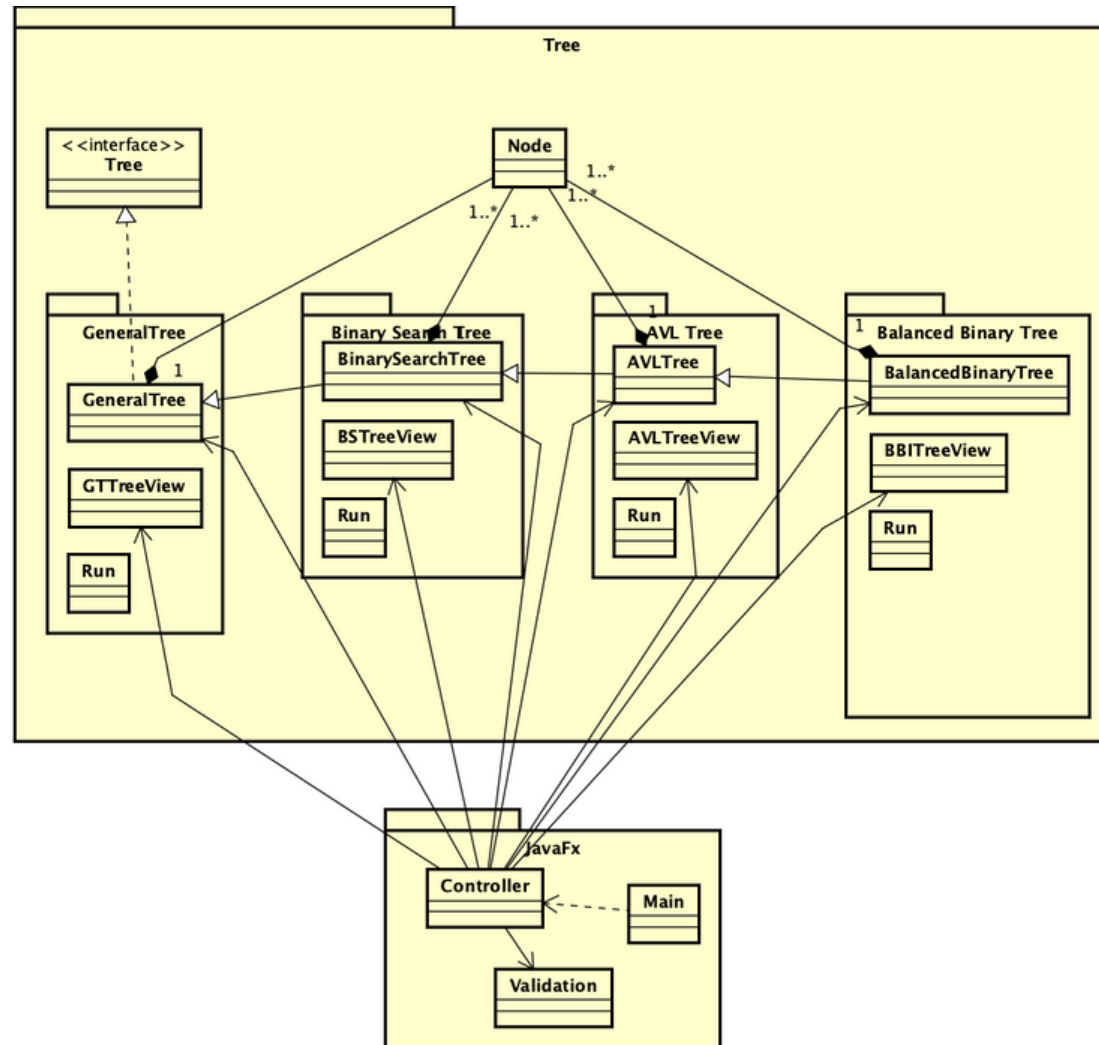 Tree
<<interface>>
Tree
Node
1..*
1..*
1..*
1..*
GeneralTree
GeneralTree
1
GTTreeView
Run
Binary Search Tree
1
BinarySearchTree
BSTreeView
Run
AVL Tree
1
AVLTree
AVLTreeView
Run
Balanced Binary Tree
1
BalancedBinaryTree
BBITreeView
Run
JavaFx
Controller
Main
Validation